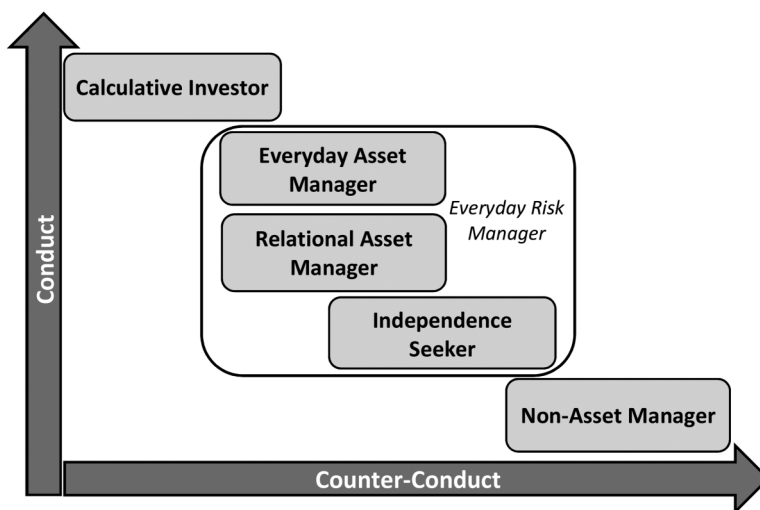 Calculative Investor
Everyday Asset
Manager
Everyday Risk
Manager
Relational Asset
Manager
Independence
Seeker
Non-Asset Manager
Conduct
Counter-Conduct